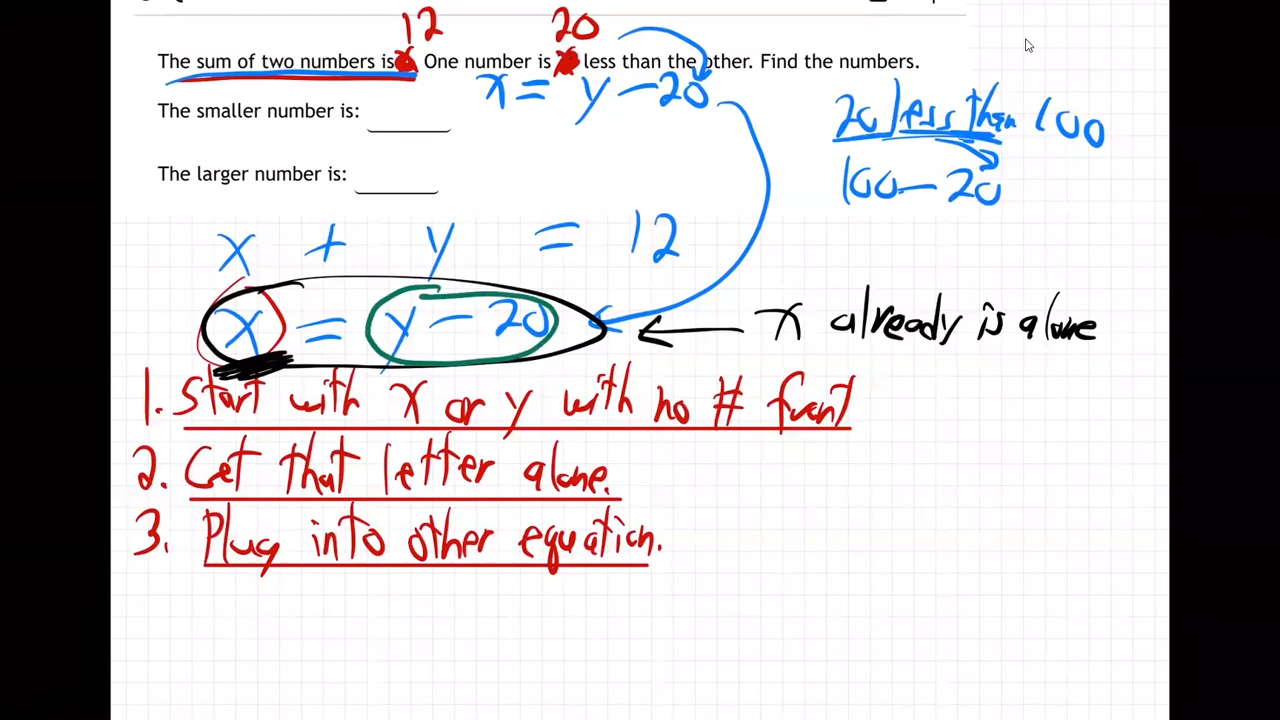 12 20
The sum of two numbers is One number is less than the other. Find the numbers.
x = y - 20
The smaller number is:
20 less than 100
100 - 20
The larger number is:
x + y = 12
x = y - 20 ← x already is alone
1. Start with x or y with no # front
2. Get that letter alone.
3. Plug into other equation.